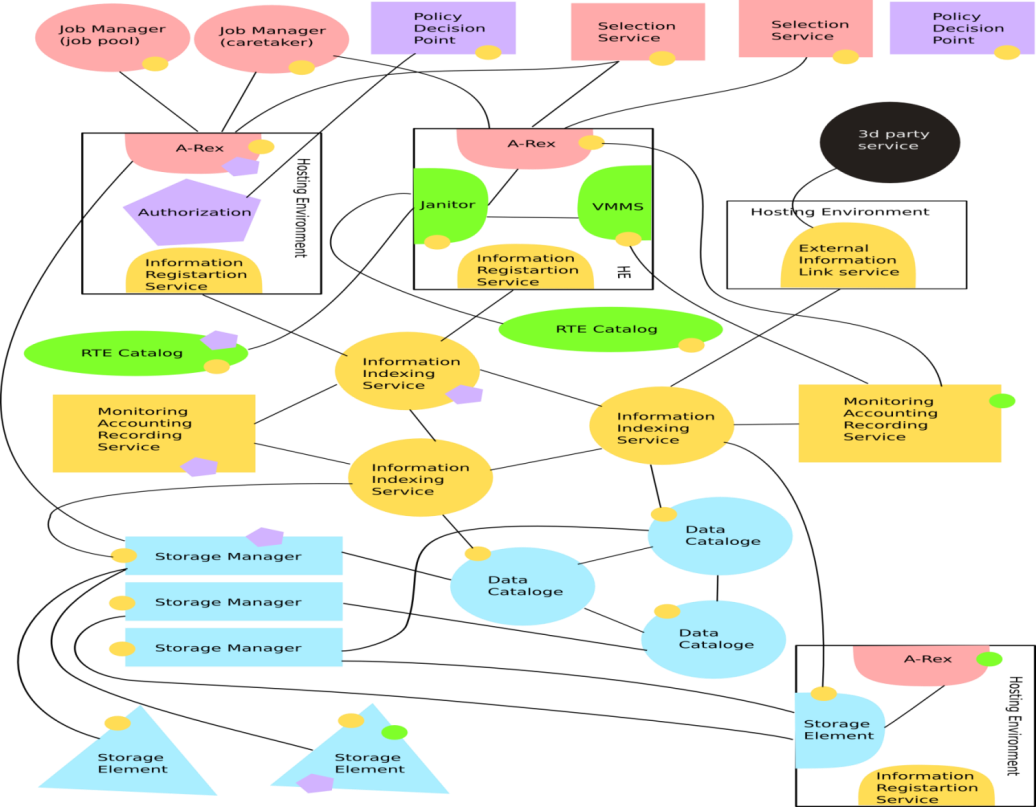 Job Manager
(job pool)
Job Manager
(caretaker)
Policy
Decision
Point
Selection
Service
Selection
Service
Policy
Decision
Point
A-Rex
Hosting Environment
Authorization
Information
Registartion
Service
A-Rex
Janitor
VMMS
Information
Registartion
Service
HE
3d party
service
Hosting Environment
External
Information
Link service
RTE Catalog
RTE Catalog
Information
Indexing
Service
Monitoring
Accounting
Recording
Service
Information
Indexing
Service
Monitoring
Accounting
Recording
Service
Information
Indexing
Service
Storage Manager
Storage Manager
Storage Manager
Data
Cataloge
Data
Cataloge
Data
Cataloge
Storage
Element
Storage
Element
A-Rex
Hosting Environment
Storage
Element
Information
Registartion
Service